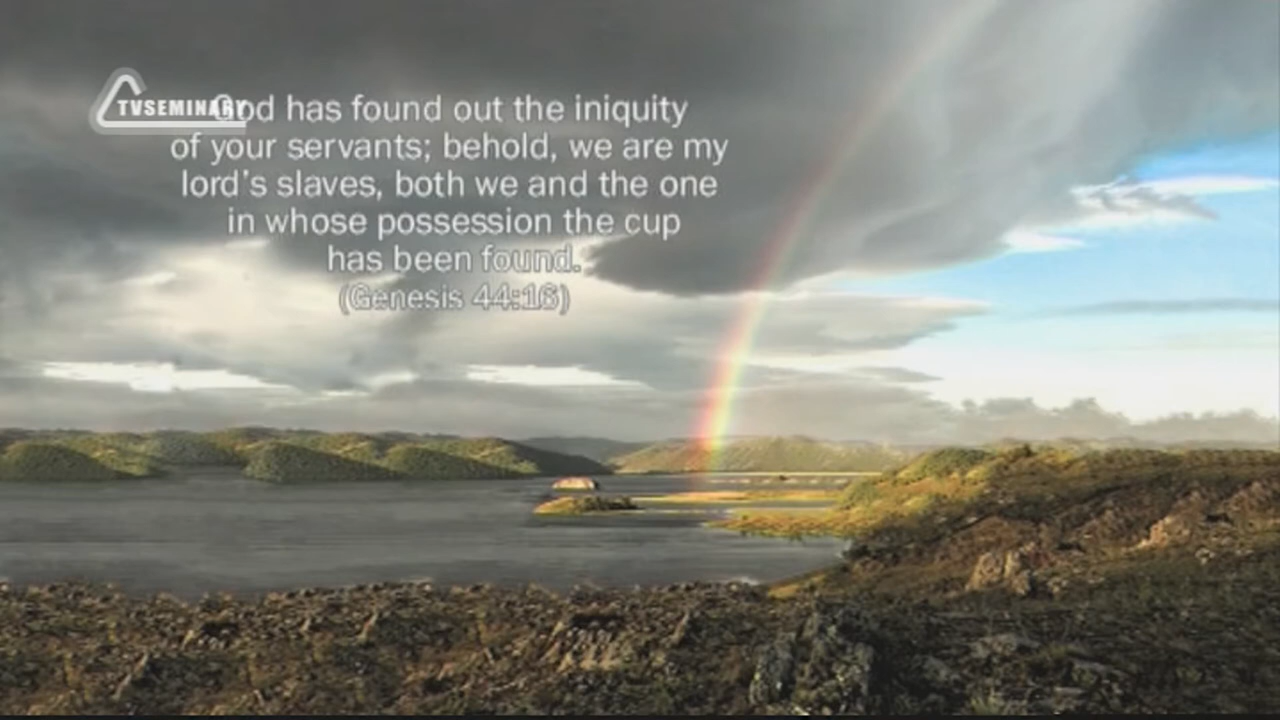 TVSEMINARY
God has found out the iniquity
of your servants; behold, we are my
lord's slaves, both we and the one
in whose possession the cup
has been found.
(Genesis 44:16)